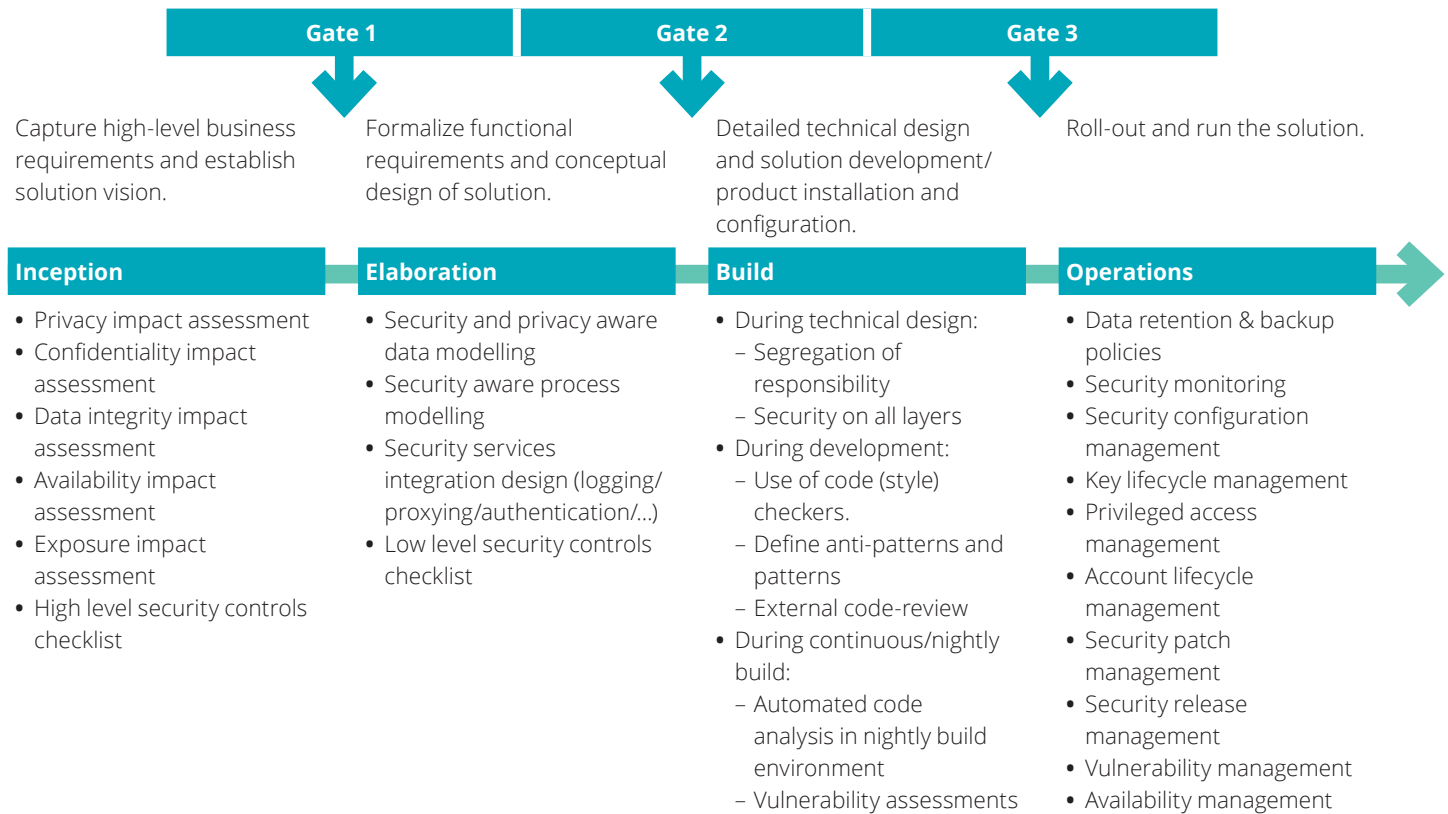 Gate 1
Gate 2
Gate 3
Capture high-level business
requirements and establish
solution vision.
Formalize functional
requirements and conceptual
design of solution.
Detailed technical design
and solution development/
product installation and
configuration.
Roll-out and run the solution.
Inception
• Privacy impact assessment
• Confidentiality impact
assessment
• Data integrity impact
assessment
• Availability impact
assessment
• Exposure impact
assessment
• High level security controls
checklist
Elaboration
• Security and privacy aware
data modelling
• Security aware process
modelling
• Security services
integration design (logging/
proxying/authentication/...)
• Low level security controls
checklist
Build
• During technical design:
– Segregation of
responsibility
– Security on all layers
• During development:
– Use of code (style)
checkers.
– Define anti-patterns and
patterns
– External code-review
• During continuous/nightly
build:
– Automated code
analysis in nightly build
environment
– Vulnerability assessments
Operations
• Data retention & backup
policies
• Security monitoring
• Security configuration
management
• Key lifecycle management
• Privileged access
management
• Account lifecycle
management
• Security patch
management
• Security release
management
• Vulnerability management
• Availability management